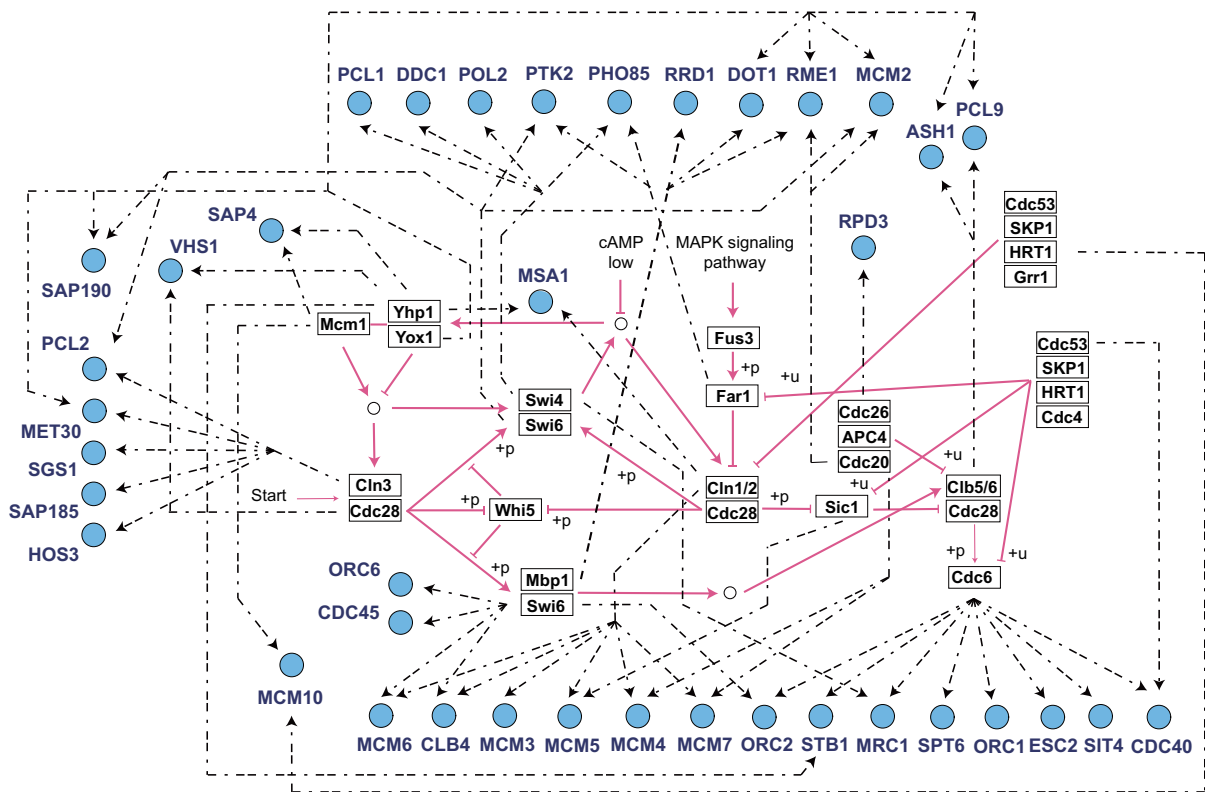 PCL1 DDC1 POL2 PTK2 PHO85 RRD1 DOT1 RME1 MCM2
PCL9
ASH1
SAP4
VHS1
SAP190
cAMP
low
MAPK signaling
pathway
RPD3
Cdc53
SKP1
HRT1
Grr1
MSA1
Mcm1
Yhp1
Yox1
Fus3
+p
+u
Far1
Cdc53
SKP1
HRT1
Cdc4
PCL2
MET30
SGS1
SAP185
HOS3
Swi4
Swi6
+p
Cdc26
APC4
Cdc20
+u
Start
Cln3
Cdc28
+p
Whi5
+p
+p
Cln1/2
Cdc28
+p
+u
Sic1
Clb5/6
Cdc28
+p
Mbp1
Swi6
+p
+u
Cdc6
ORC6
CDC45
MCM10
MCM6 CLB4 MCM3 MCM5 MCM4 MCM7 ORC2 STB1 MRC1 SPT6 ORC1 ESC2 SIT4 CDC40